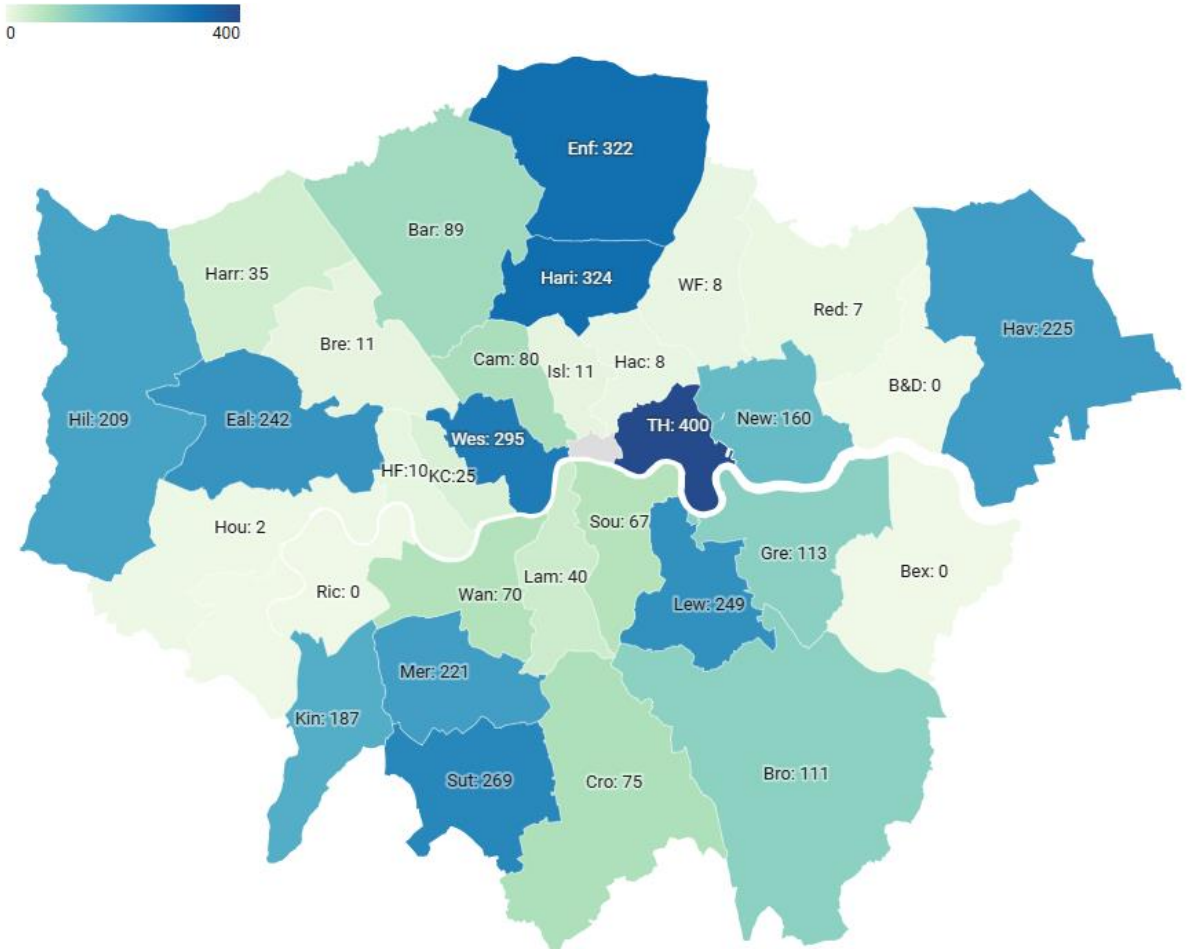 0 400
Enf: 322
Bar: 89
Harr: 35
Hari: 324
WF: 8
Red: 7
Hav: 225
Bre: 11
Cam: 80
Isl: 11
Hac: 8
B&D: 0
Hil: 209
Eal: 242
Wes: 295
TH: 400
New: 160
HF:10
KC:25
Hou: 2
Sou: 67
Gre: 113
Bex: 0
Ric: 0
Wan: 70
Lam: 40
Lew: 249
Mer: 221
Kin: 187
Sut: 269
Cro: 75
Bro: 111